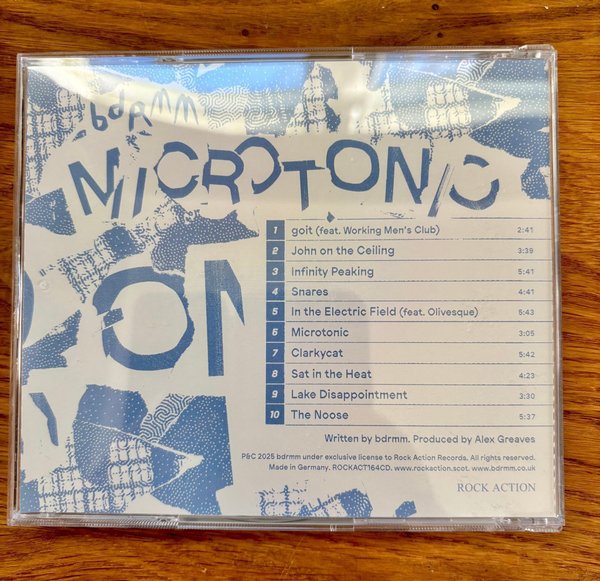 bdrmm
MICROTONIC
ON
1 goit (feat. Working Men's Club) 2:41
2 John on the Ceiling 3:39
3 Infinity Peaking 5:41
4 Snares 4:41
5 In the Electric Field (feat. Olivesque) 5:43
6 Microtonic 3:05
7 Clarkycat 5:42
8 Sat in the Heat 4:23
9 Lake Disappointment 3:30
10 The Noose 5:37
Written by bdrmm. Produced by Alex Greaves
P&C 2025 bdrmm under exclusive license to Rock Action Records. All rights reserved.
Made in Germany. ROCKACT164CD. www.rockaction.scot. www.bdrmm.co.uk
ROCK ACTION